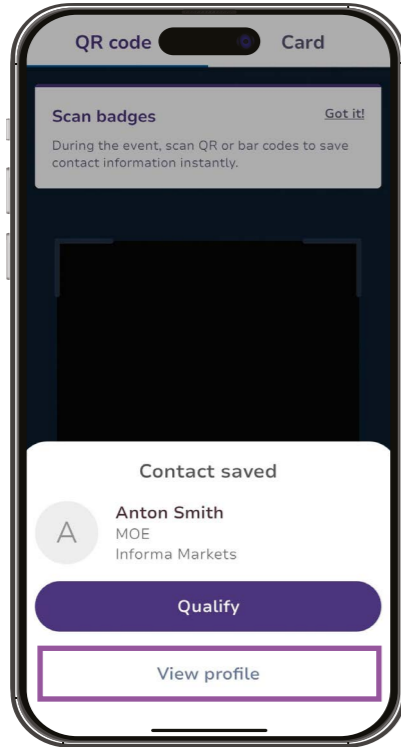 QR code Card
Scan badges Got it!
During the event, scan QR or bar codes to save
contact information instantly.
Contact saved
A
Anton Smith
MOE
Informa Markets
Qualify
View profile